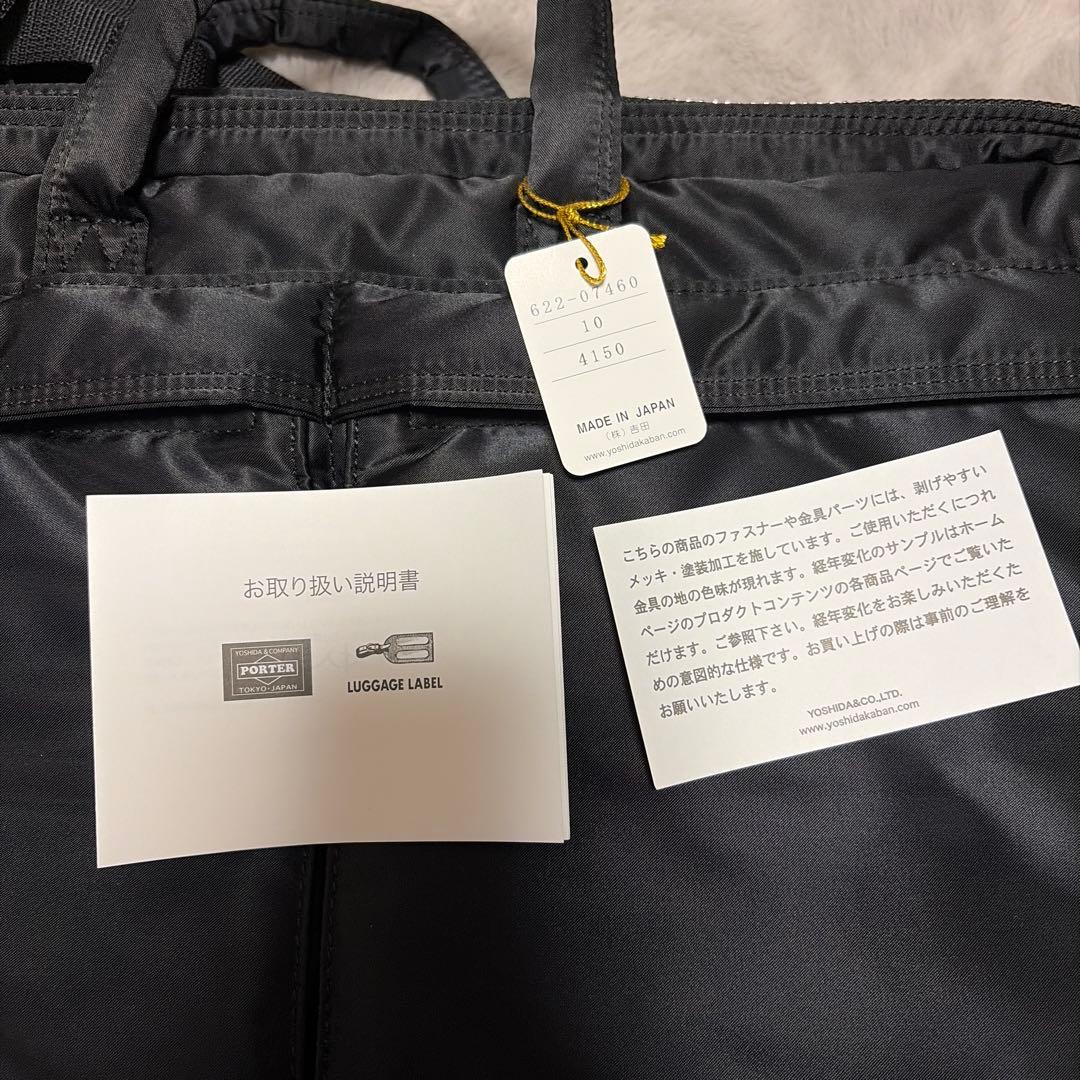 622-07460
10
4150
MADE IN JAPAN
(株)吉田
www.yoshidakaban.com
お取り扱い説明書
YOSHIDA & COMPANY
PORTER
TOKYO・JAPAN
LUGGAGE LABEL
こちらの商品のファスナーや金具パーツには、剥げやすい
メッキ・塗装加工を施しています。ご使用いただくにつれ
金具の地の色味が現れます。経年変化のサンプルはホーム
ページのプロダクトコンテンツの各商品ページでご覧いた
だけます。ご参照下さい。経年変化をお楽しみいただくた
めの意図的な仕様です。お買い上げの際は事前のご理解を
お願いいたします。
YOSHIDA&CO.,LTD.
www.yoshidakaban.com